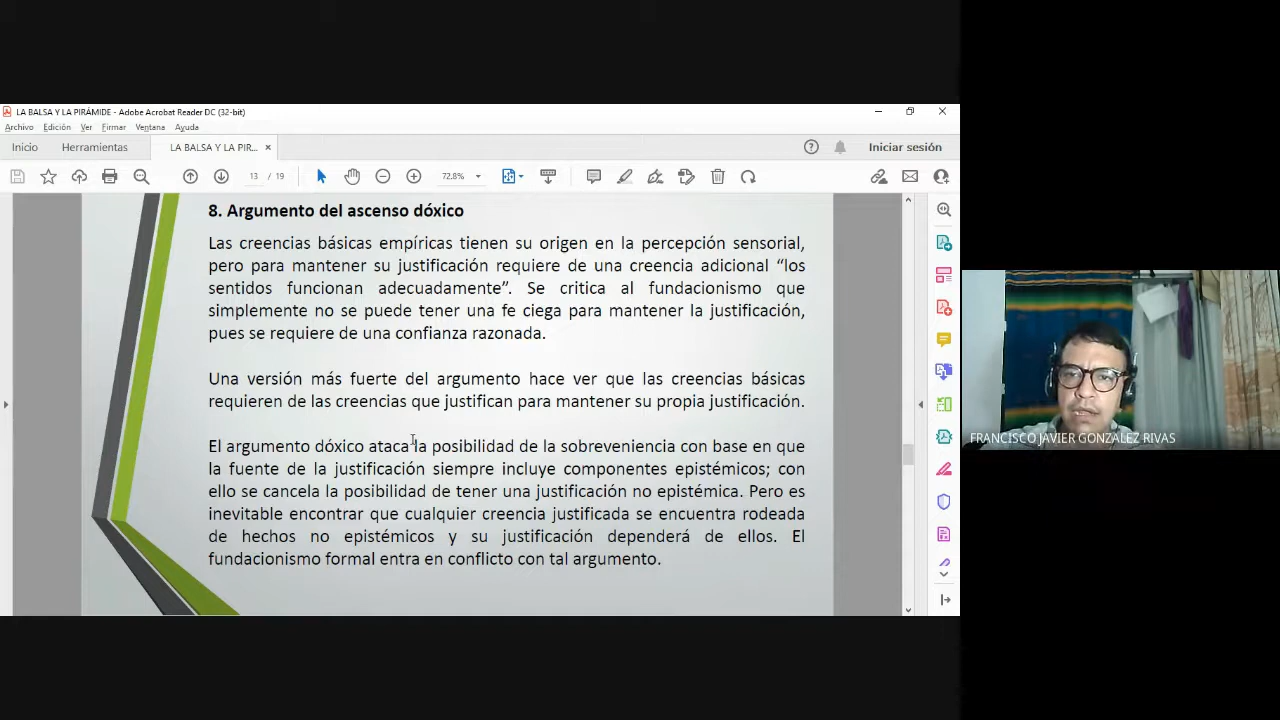 LA BALSA Y LA PIRÁMIDE - Adobe Acrobat Reader DC (32-bit)
Archivo Edición Ver Firmar Ventana Ayuda
Inicio Herramientas LA BALSA Y LA PIR... × Iniciar sesión
13 / 19 72.8%
8. Argumento del ascenso dóxico
Las creencias básicas empíricas tienen su origen en la percepción sensorial,
pero para mantener su justificación requiere de una creencia adicional “los
sentidos funcionan adecuadamente”. Se critica al fundacionismo que
simplemente no se puede tener una fe ciega para mantener la justificación,
pues se requiere de una confianza razonada.
Una versión más fuerte del argumento hace ver que las creencias básicas
requieren de las creencias que justifican para mantener su propia justificación.
El argumento dóxico ataca la posibilidad de la sobreveniencia con base en que
la fuente de la justificación siempre incluye componentes epistémicos; con
ello se cancela la posibilidad de tener una justificación no epistémica. Pero es
inevitable encontrar que cualquier creencia justificada se encuentra rodeada
de hechos no epistémicos y su justificación dependerá de ellos. El
fundacionismo formal entra en conflicto con tal argumento.
FRANCISCO JAVIER GONZALEZ RIVAS